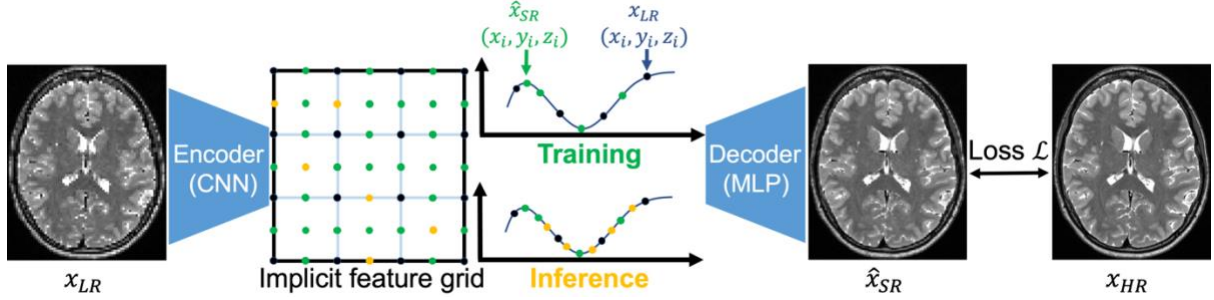 x̂_SR
(x_i, y_i, z_i)
x_LR
(x_i, y_i, z_i)
Encoder
(CNN)
Training
Decoder
(MLP)
Loss ℒ
Implicit feature grid
Inference
x_LR
x̂_SR
x_HR